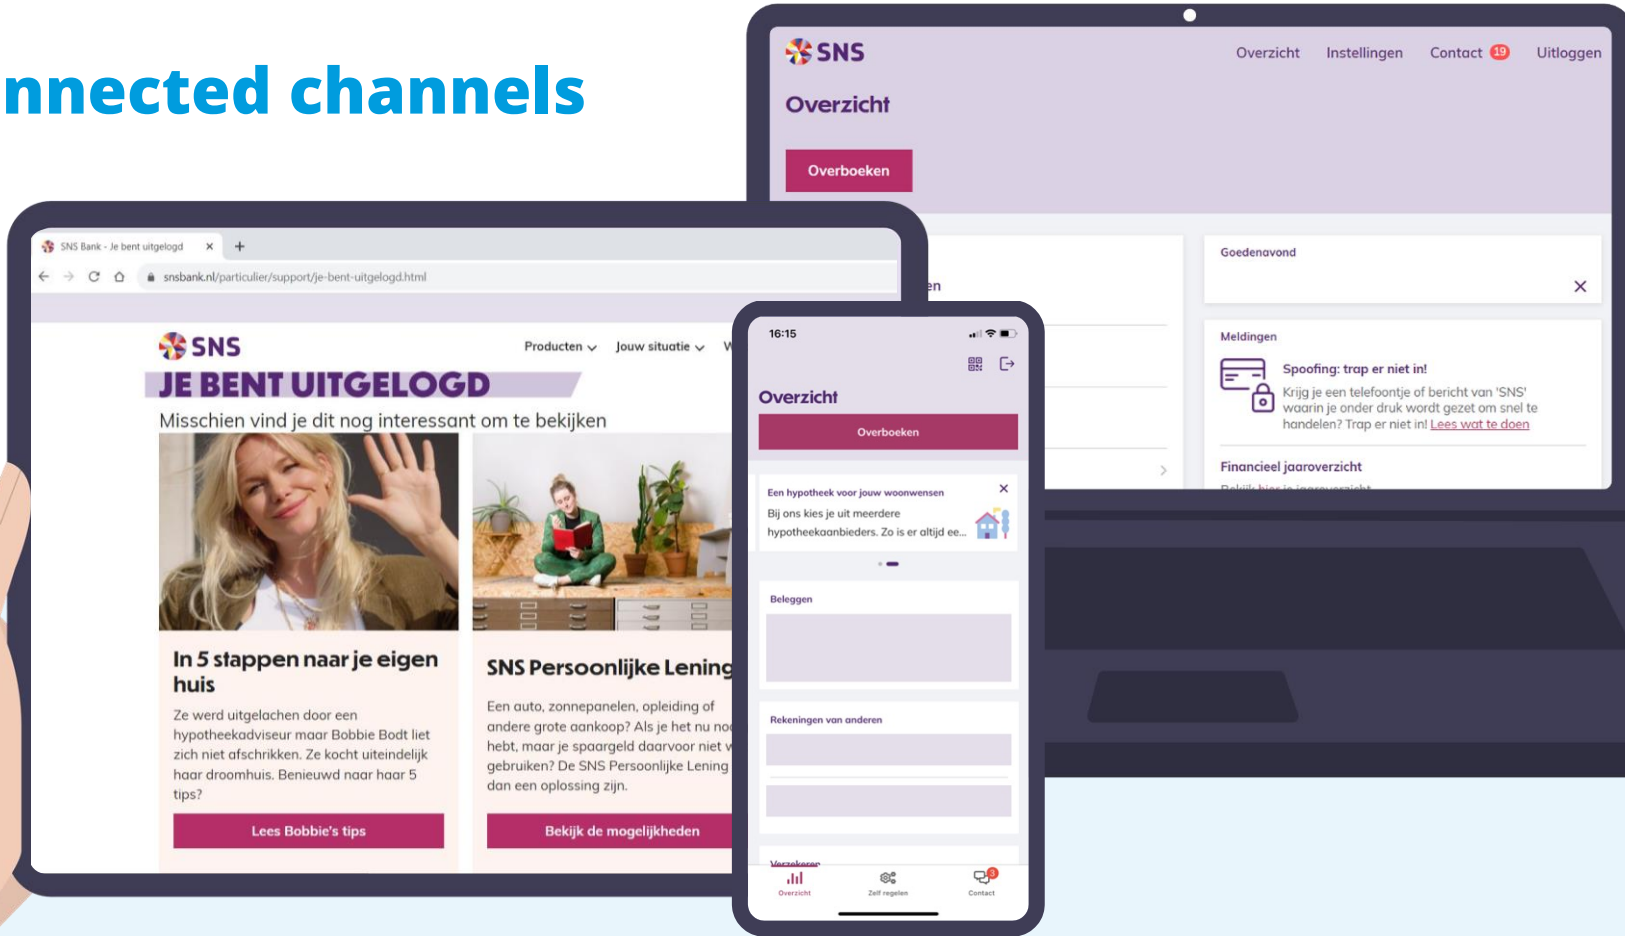 nnected channels
SNS
Overzicht Instellingen Contact 19 Uitloggen
Overzicht
Overboeken
en
Goedenavond
Meldingen
Spoofing: trap er niet in!
Krijg je een telefoontje of bericht van 'SNS'
waarin je onder druk wordt gezet om snel te
handelen? Trap er niet in! Lees wat te doen
Financieel jaaroverzicht
Bekijk hier je jaaroverzicht
SNS Bank - Je bent uitgelogd
snsbank.nl/particulier/support/je-bent-uitgelogd.html
SNS
Producten Jouw situatie W
JE BENT UITGELOGD
Misschien vind je dit nog interessant om te bekijken
In 5 stappen naar je eigen
huis
Ze werd uitgelachen door een
hypotheekadviseur maar Bobbie Bodt liet
zich niet afschrikken. Ze kocht uiteindelijk
haar droomhuis. Benieuwd naar haar 5
tips?
Lees Bobbie's tips
SNS Persoonlijke Lening
Een auto, zonnepanelen, opleiding of
andere grote aankoop? Als je het nu no
hebt, maar je spaargeld daarvoor niet w
gebruiken? De SNS Persoonlijke Lening
dan een oplossing zijn.
Bekijk de mogelijkheden
16:15
Overzicht
Overboeken
Een hypotheek voor jouw woonwensen
Bij ons kies je uit meerdere
hypotheekaanbieders. Zo is er altijd ee...
Beleggen
Rekeningen van anderen
Verzekeren
3
Overzicht Zelf regelen Contact